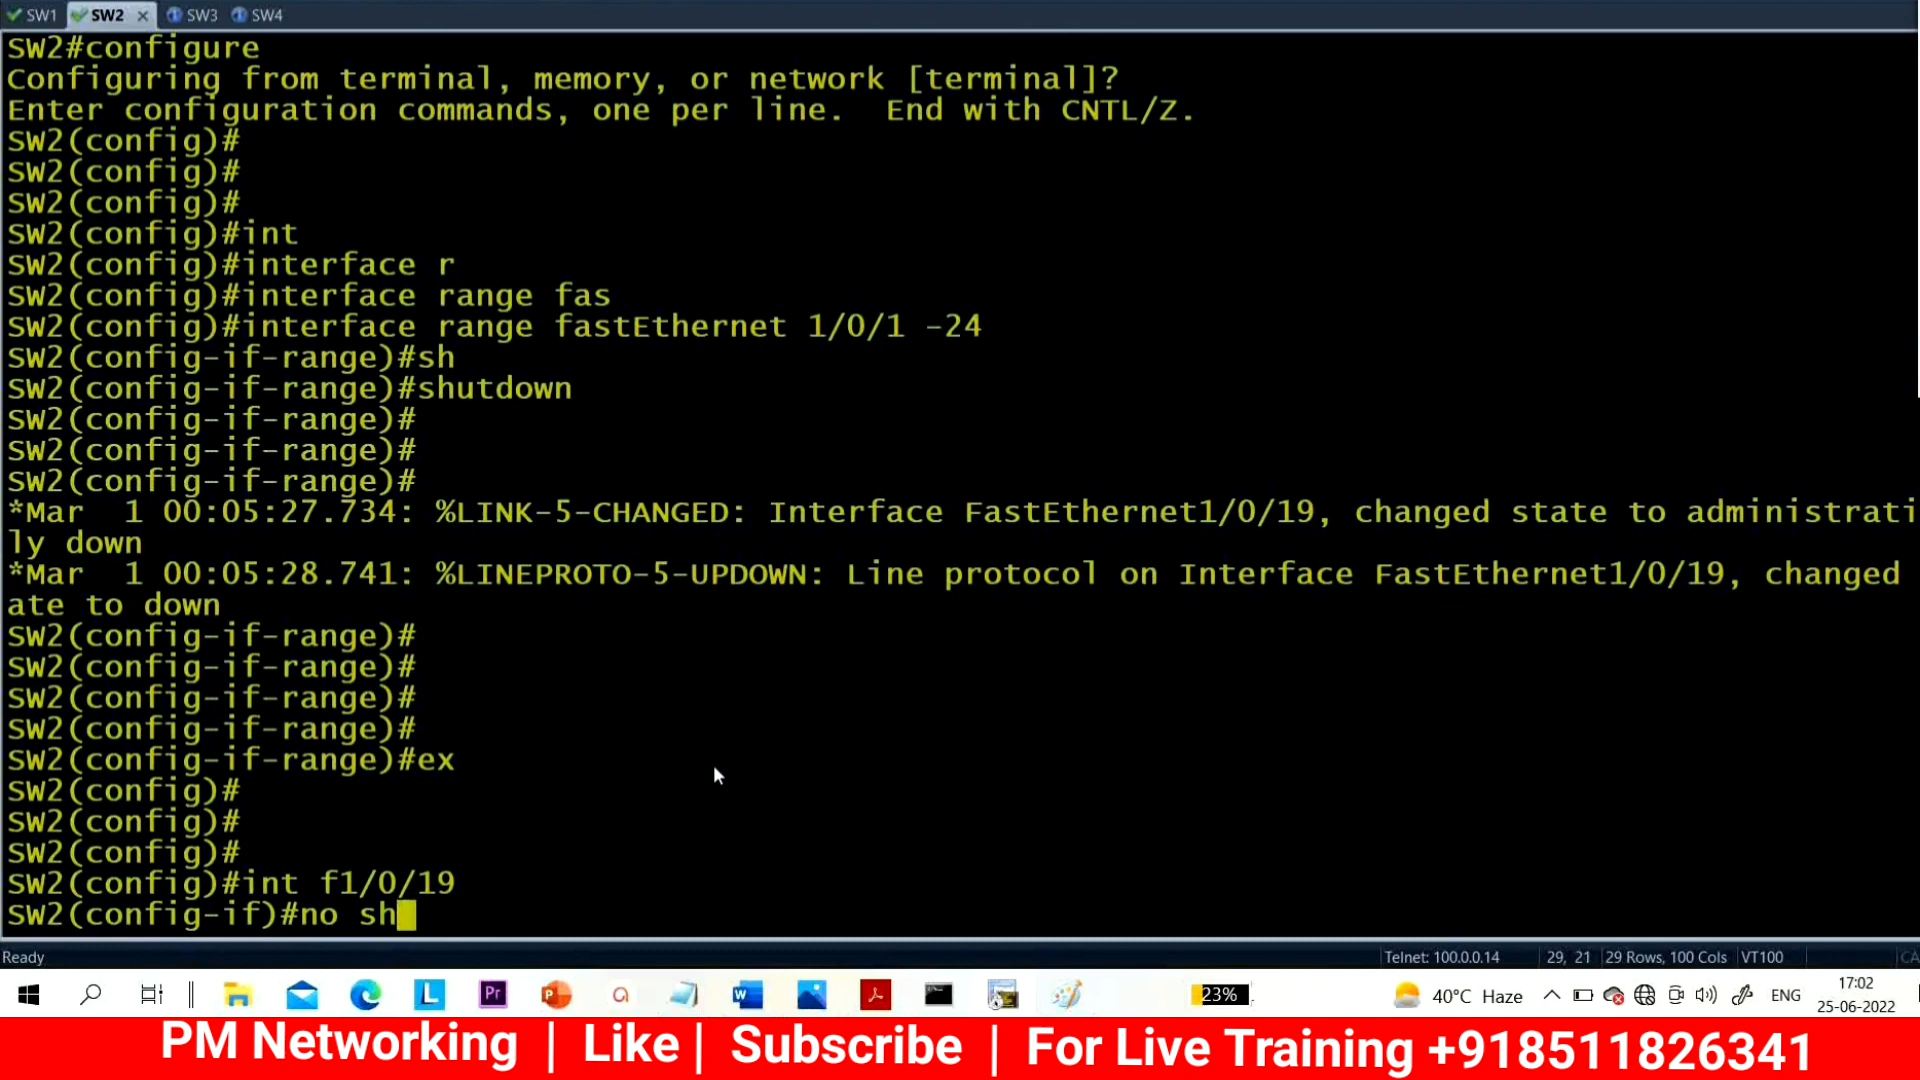 SW1 SW2 SW3 SW4
SW2#configure
Configuring from terminal, memory, or network [terminal]?
Enter configuration commands, one per line.  End with CNTL/Z.
SW2(config)#
SW2(config)#
SW2(config)#
SW2(config)#int
SW2(config)#interface r
SW2(config)#interface range fas
SW2(config)#interface range fastEthernet 1/0/1 -24
SW2(config-if-range)#sh
SW2(config-if-range)#shutdown
SW2(config-if-range)#
SW2(config-if-range)#
SW2(config-if-range)#
*Mar  1 00:05:27.734: %LINK-5-CHANGED: Interface FastEthernet1/0/19, changed state to administrati
ly down
*Mar  1 00:05:28.741: %LINEPROTO-5-UPDOWN: Line protocol on Interface FastEthernet1/0/19, changed
ate to down
SW2(config-if-range)#
SW2(config-if-range)#
SW2(config-if-range)#
SW2(config-if-range)#
SW2(config-if-range)#ex
SW2(config)#
SW2(config)#
SW2(config)#
SW2(config)#int f1/0/19
SW2(config-if)#no sh
Ready Telnet: 100.0.0.14 29, 21 29 Rows, 100 Cols VT100 CA
L Pr P W 23% 40°C Haze ENG 17:02
25-06-2022
PM Networking | Like | Subscribe | For Live Training +918511826341